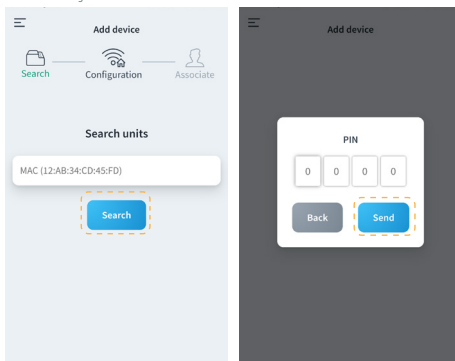 Add device
Search Configuration Associate
Search units
MAC (12:AB:34:CD:45:FD)
Search
Add device
PIN
0 0 0 0
Back Send